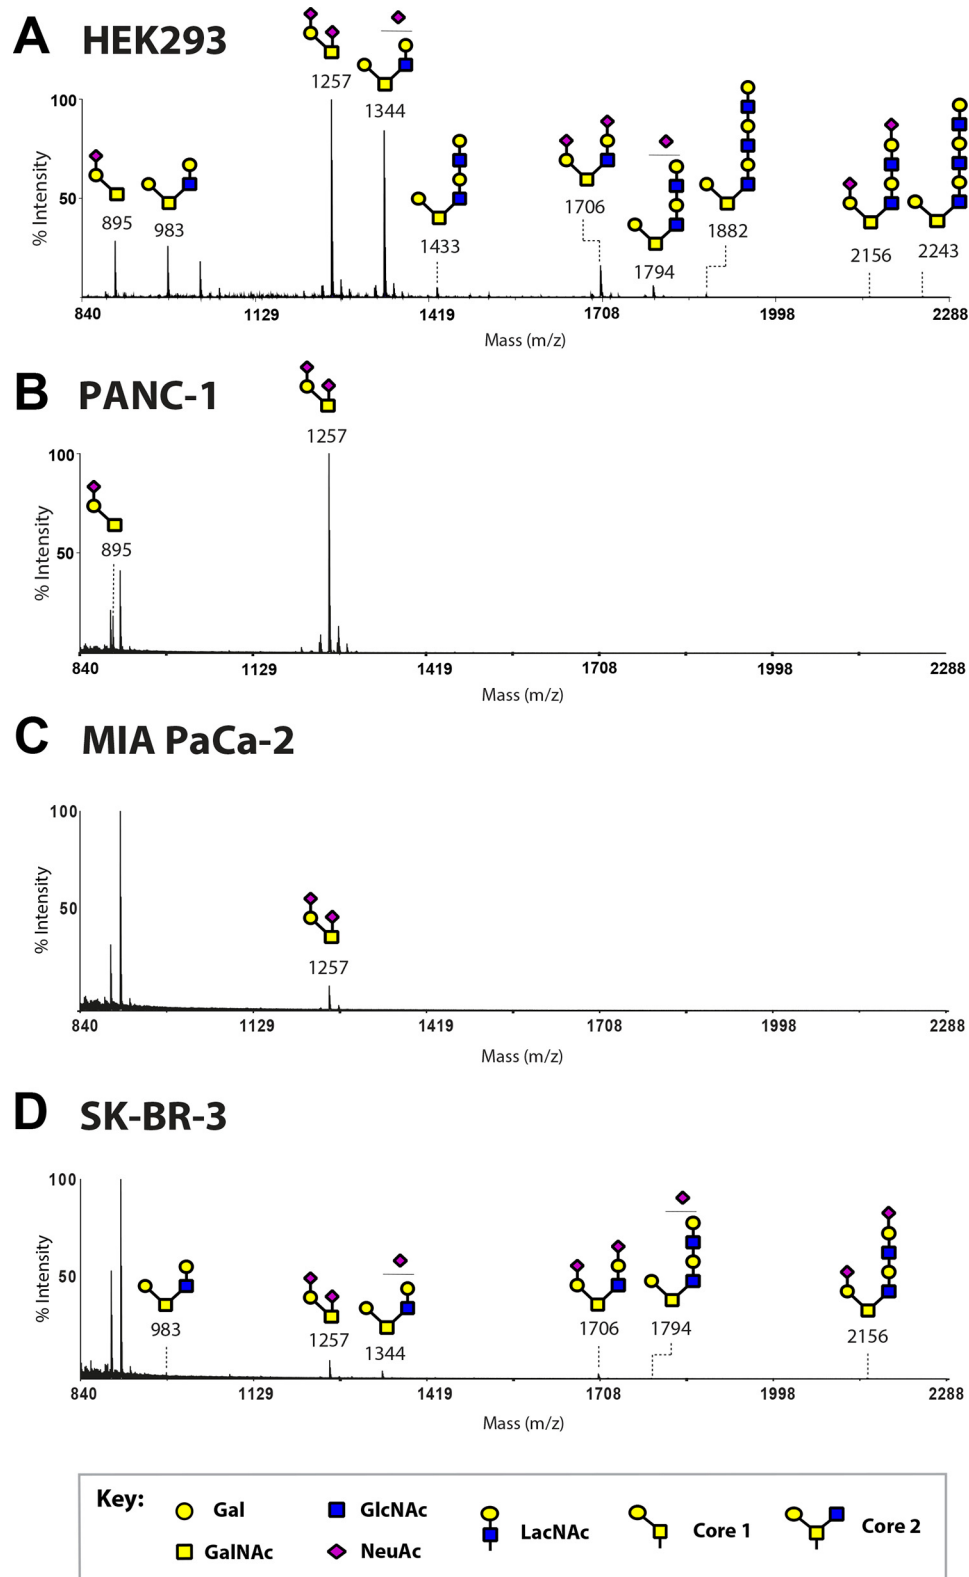 A HEK293
1257
1344
100
% Intensity
50
895
983
1433
1706
1794
1882
2156
2243
840 1129 1419 1708 1998 2288
Mass (m/z)
B PANC-1
1257
100
% Intensity
50
895
840 1129 1419 1708 1998 2288
Mass (m/z)
C MIA PaCa-2
100
% Intensity
50
1257
840 1129 1419 1708 1998 2288
Mass (m/z)
D SK-BR-3
100
% Intensity
50
983
1257
1344
1706
1794
2156
840 1129 1419 1708 1998 2288
Mass (m/z)
Key:
Gal
GlcNAc
LacNAc
Core 1
Core 2
GalNAc
NeuAc